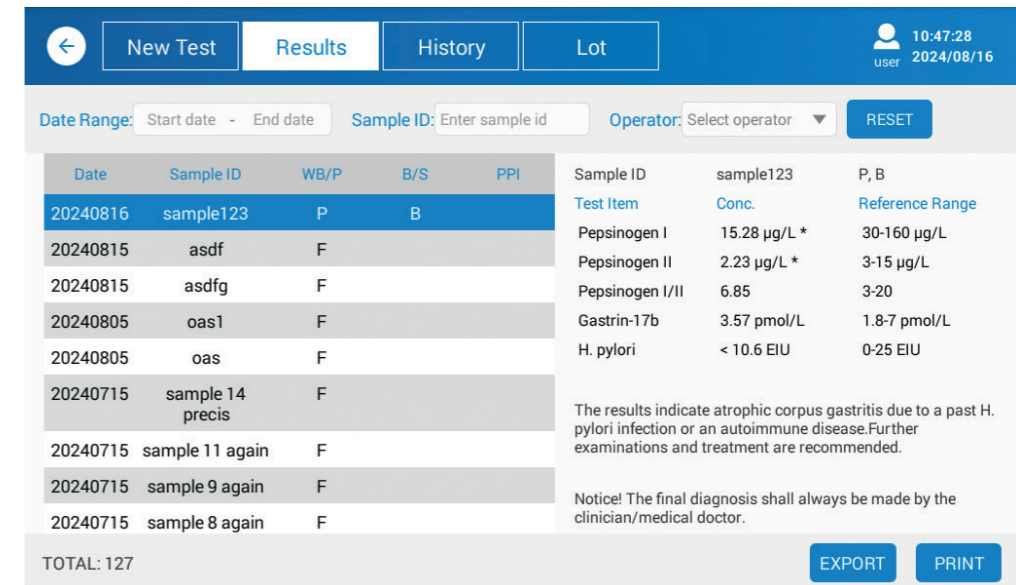 New Test Results History Lot 10:47:28
user 2024/08/16
Date Range: Start date - End date Sample ID: Enter sample id Operator: Select operator RESET
Date Sample ID WB/P B/S PPI
20240816 sample123 P B
20240815 asdf F
20240815 asdfg F
20240805 oas1 F
20240805 oas F
20240715 sample 14 F
precis
20240715 sample 11 again F
20240715 sample 9 again F
20240715 sample 8 again F
Sample ID sample123 P, B
Test Item Conc. Reference Range
Pepsinogen I 15.28 µg/L * 30-160 µg/L
Pepsinogen II 2.23 µg/L * 3-15 µg/L
Pepsinogen I/II 6.85 3-20
Gastrin-17b 3.57 pmol/L 1.8-7 pmol/L
H. pylori < 10.6 EIU 0-25 EIU
The results indicate atrophic corpus gastritis due to a past H.
pylori infection or an autoimmune disease.Further
examinations and treatment are recommended.
Notice! The final diagnosis shall always be made by the
clinician/medical doctor.
TOTAL: 127 EXPORT PRINT